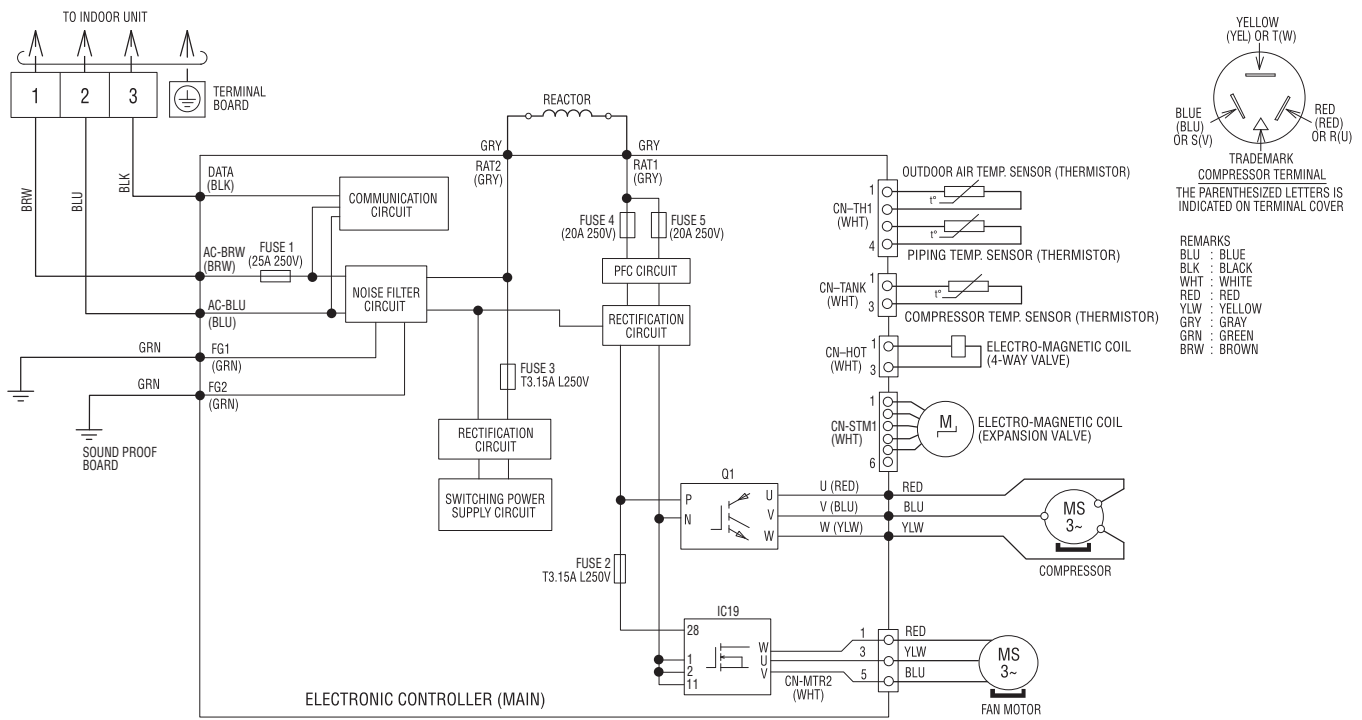 TO INDOOR UNIT
1
2
3
TERMINAL
BOARD
BRW
BLU
BLK
REACTOR
GRY
RAT2
(GRY)
GRY
RAT1
(GRY)
DATA
(BLK)
COMMUNICATION
CIRCUIT
AC-BRW
(BRW)
FUSE 1
(25A 250V)
NOISE FILTER
CIRCUIT
AC-BLU
(BLU)
GRN
FG1
(GRN)
GRN
FG2
(GRN)
SOUND PROOF
BOARD
FUSE 4
(20A 250V)
FUSE 5
(20A 250V)
PFC CIRCUIT
RECTIFICATION
CIRCUIT
FUSE 3
T3.15A L250V
RECTIFICATION
CIRCUIT
SWITCHING POWER
SUPPLY CIRCUIT
FUSE 2
T3.15A L250V
Q1
P
N
U
V
W
U (RED)
V (BLU)
W (YLW)
RED
BLU
YLW
MS
3~
COMPRESSOR
IC19
28
1
2
11
W
U
V
CN-MTR2
(WHT)
1
3
5
RED
YLW
BLU
MS
3~
FAN MOTOR
ELECTRONIC CONTROLLER (MAIN)
OUTDOOR AIR TEMP. SENSOR (THERMISTOR)
1
CN–TH1
(WHT)
4
t°
t°
PIPING TEMP. SENSOR (THERMISTOR)
1
CN–TANK
(WHT)
3
t°
COMPRESSOR TEMP. SENSOR (THERMISTOR)
1
CN–HOT
(WHT)
3
ELECTRO-MAGNETIC COIL
(4-WAY VALVE)
1
CN-STM1
(WHT)
6
M
ELECTRO-MAGNETIC COIL
(EXPANSION VALVE)
YELLOW
(YEL) OR T(W)
BLUE
(BLU)
OR S(V)
RED
(RED)
OR R(U)
TRADEMARK
COMPRESSOR TERMINAL
THE PARENTHESIZED LETTERS IS
INDICATED ON TERMINAL COVER
REMARKS
BLU : BLUE
BLK : BLACK
WHT : WHITE
RED : RED
YLW : YELLOW
GRY : GRAY
GRN : GREEN
BRW : BROWN